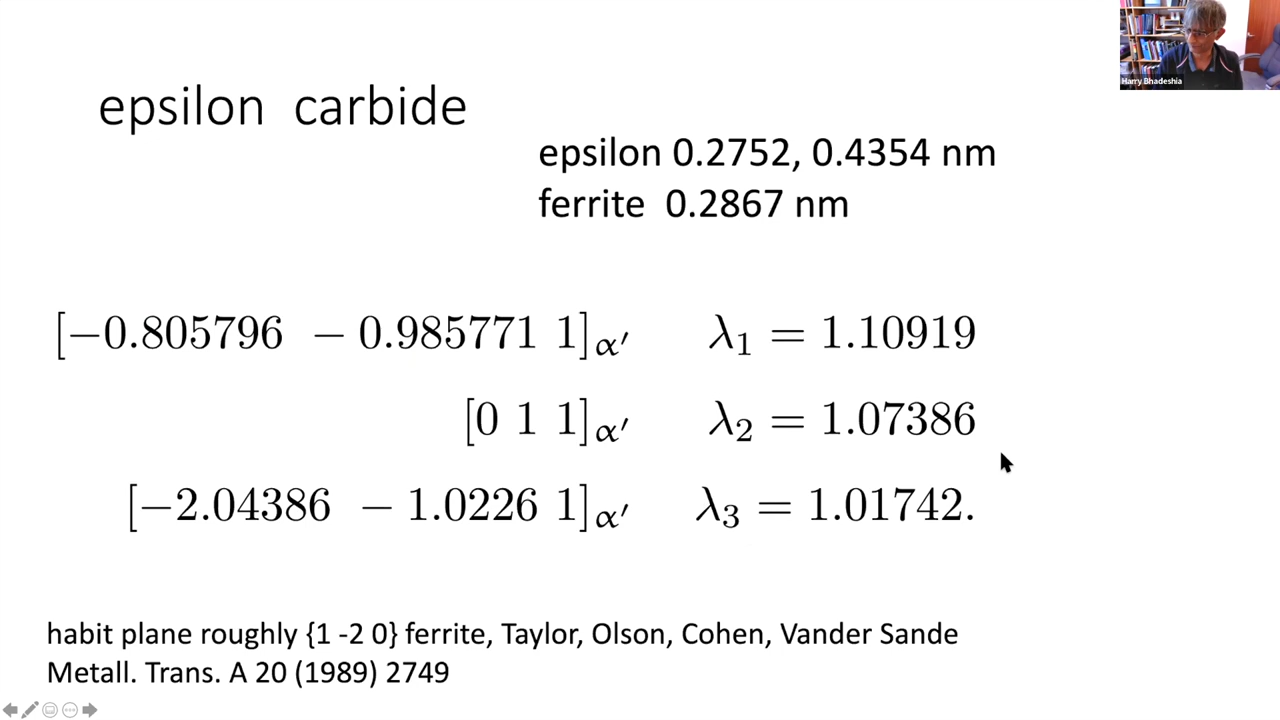 Harry Bhadeshia
epsilon carbide
epsilon 0.2752, 0.4354 nm
ferrite 0.2867 nm
[−0.805796 − 0.985771 1]α′ λ1 = 1.10919
[0 1 1]α′ λ2 = 1.07386
[−2.04386 − 1.0226 1]α′ λ3 = 1.01742.
habit plane roughly {1 -2 0} ferrite, Taylor, Olson, Cohen, Vander Sande
Metall. Trans. A 20 (1989) 2749